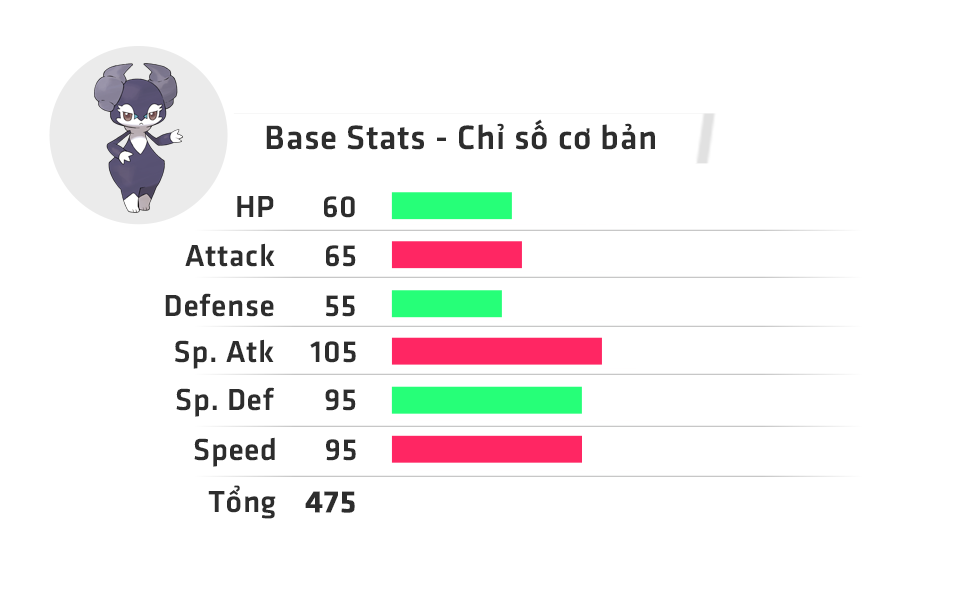 Base Stats - Chỉ số cơ bản
HP 60
Attack 65
Defense 55
Sp. Atk 105
Sp. Def 95
Speed 95
Tổng 475